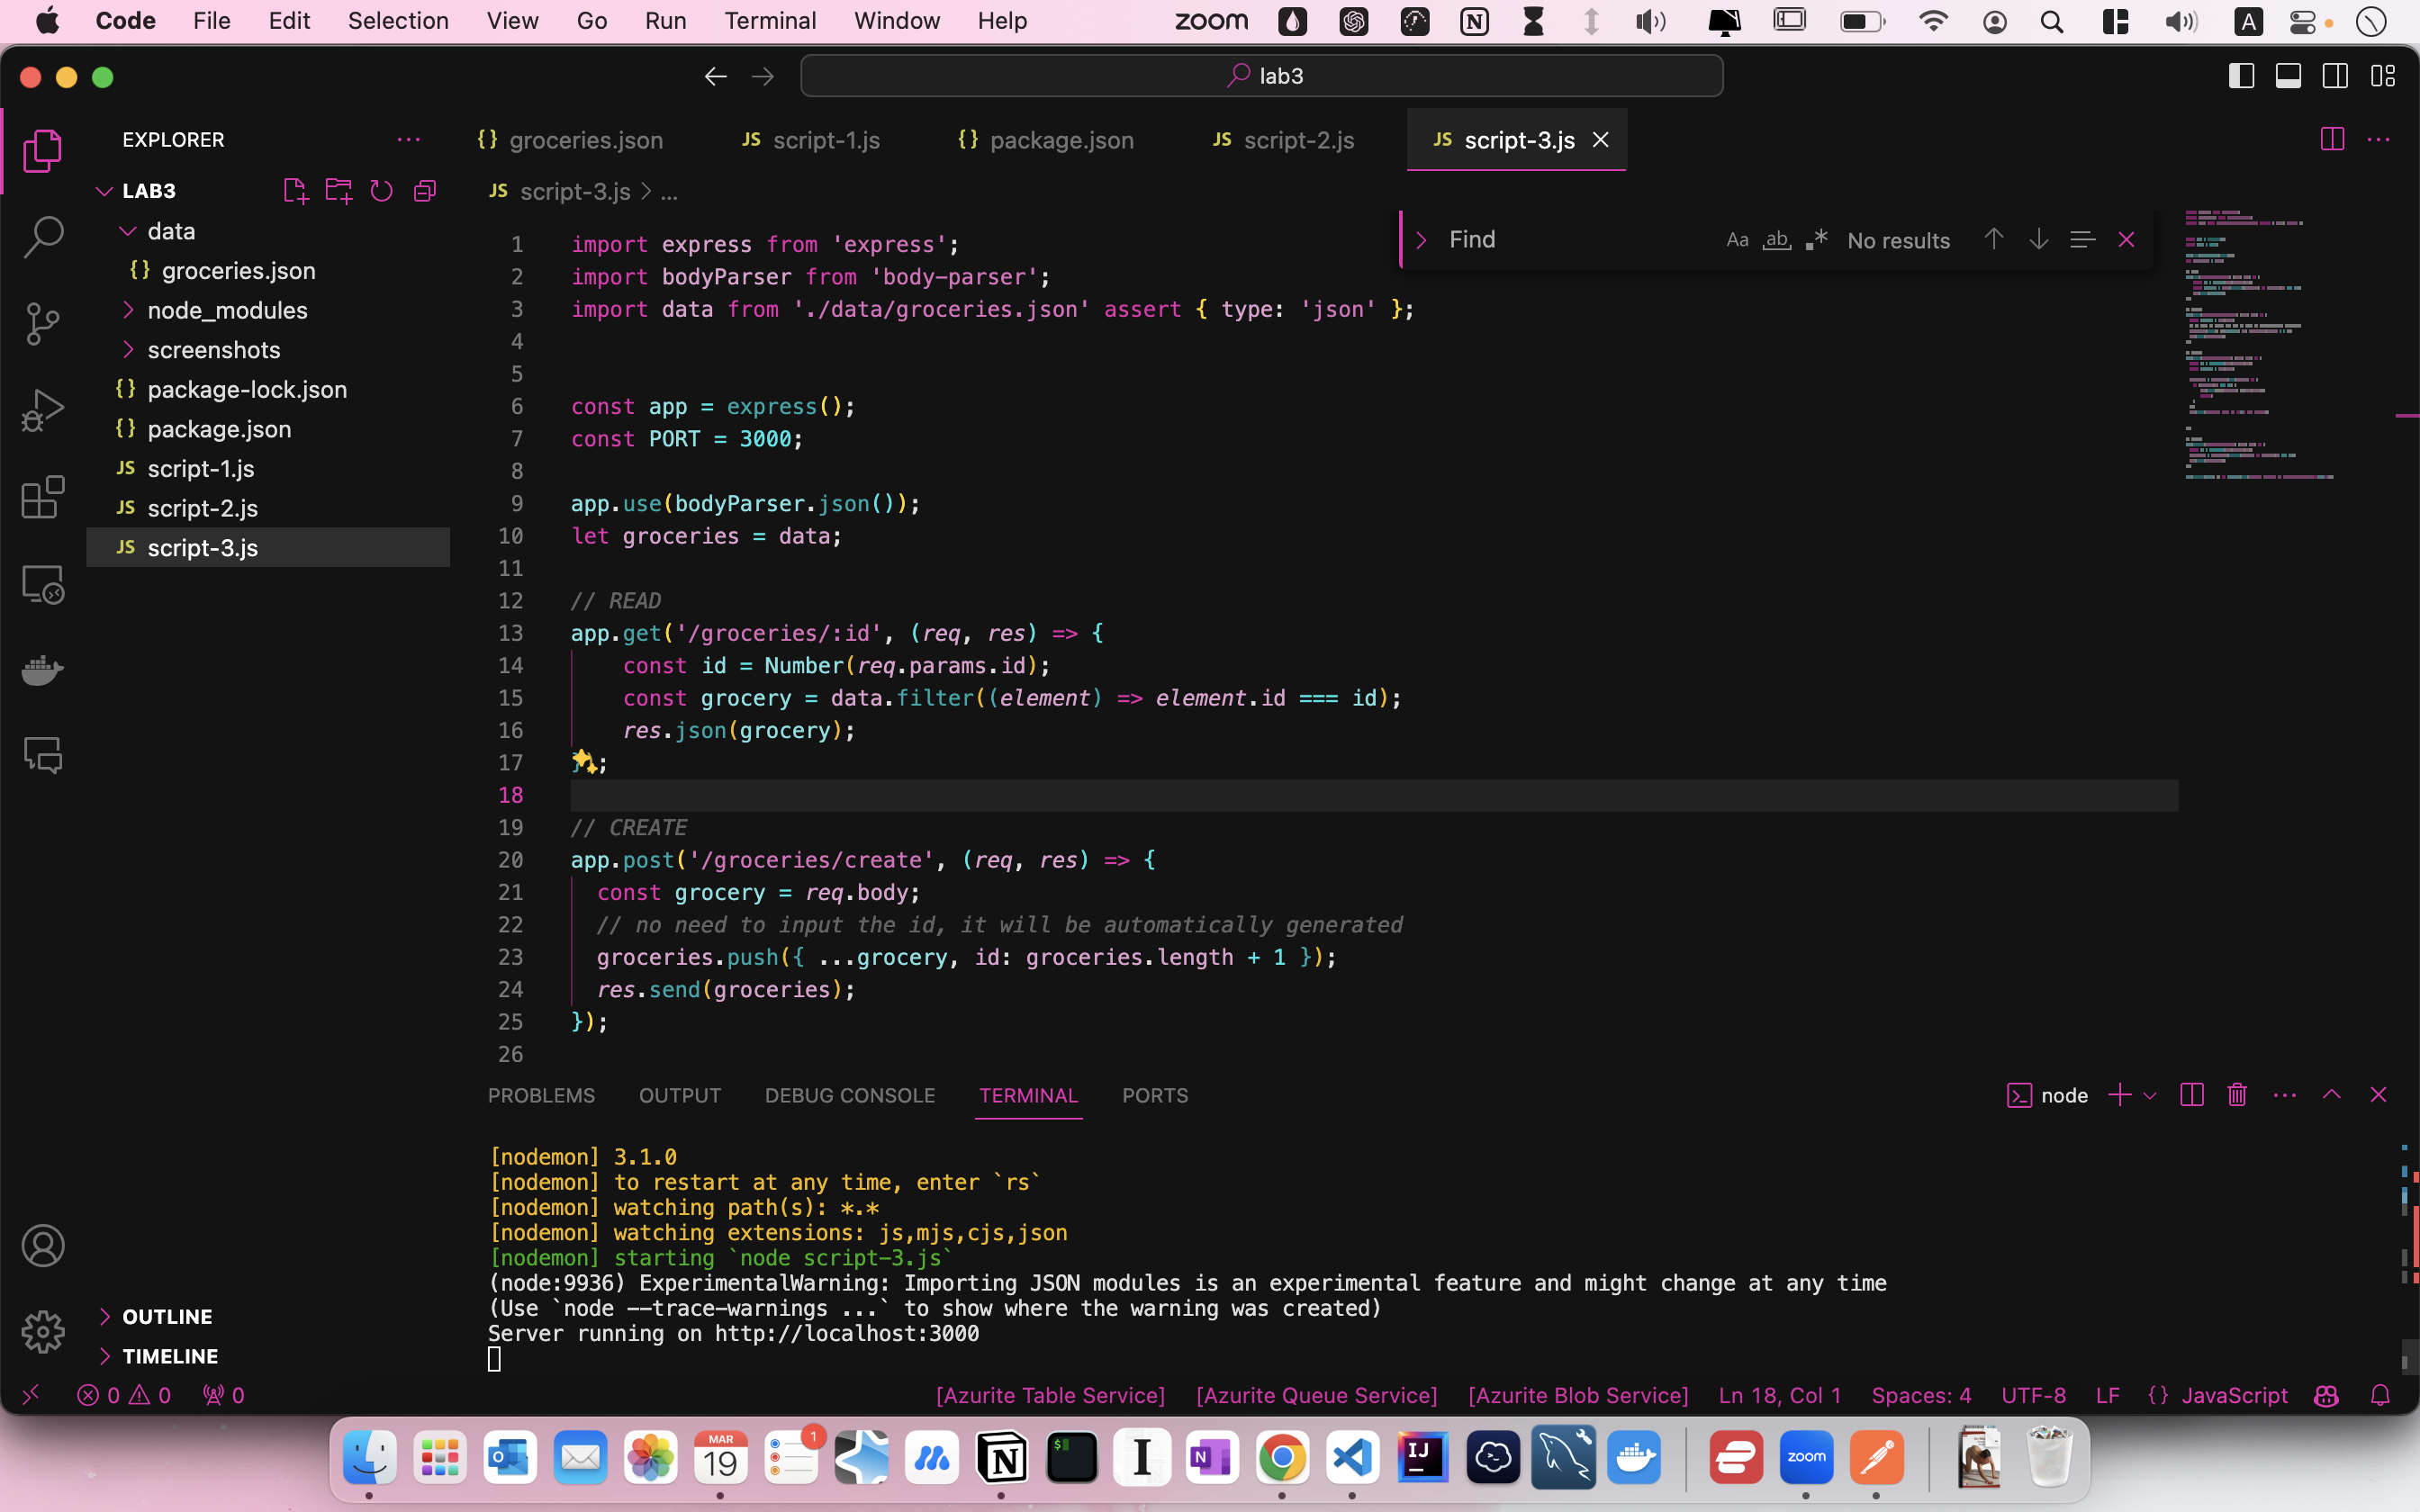 Code File Edit Selection View Go Run Terminal Window Help zoom A
lab3
EXPLORER
LAB3
data
{} groceries.json
node_modules
screenshots
{} package-lock.json
{} package.json
JS script-1.js
JS script-2.js
JS script-3.js
OUTLINE
TIMELINE
{} groceries.json JS script-1.js {} package.json JS script-2.js JS script-3.js
JS script-3.js > ...
Find Aa ab No results
1 import express from 'express';
2 import bodyParser from 'body-parser';
3 import data from './data/groceries.json' assert { type: 'json' };
4
5
6 const app = express();
7 const PORT = 3000;
8
9 app.use(bodyParser.json());
10 let groceries = data;
11
12 // READ
13 app.get('/groceries/:id', (req, res) => {
14 const id = Number(req.params.id);
15 const grocery = data.filter((element) => element.id === id);
16 res.json(grocery);
17 };
18
19 // CREATE
20 app.post('/groceries/create', (req, res) => {
21 const grocery = req.body;
22 // no need to input the id, it will be automatically generated
23 groceries.push({ ...grocery, id: groceries.length + 1 });
24 res.send(groceries);
25 });
26
PROBLEMS OUTPUT DEBUG CONSOLE TERMINAL PORTS node
[nodemon] 3.1.0
[nodemon] to restart at any time, enter `rs`
[nodemon] watching path(s): *.*
[nodemon] watching extensions: js,mjs,cjs,json
[nodemon] starting `node script-3.js`
(node:9936) ExperimentalWarning: Importing JSON modules is an experimental feature and might change at any time
(Use `node --trace-warnings ...` to show where the warning was created)
Server running on http://localhost:3000
0 0 0 [Azurite Table Service] [Azurite Queue Service] [Azurite Blob Service] Ln 18, Col 1 Spaces: 4 UTF-8 LF {} JavaScript
MAR
19
1
zoom